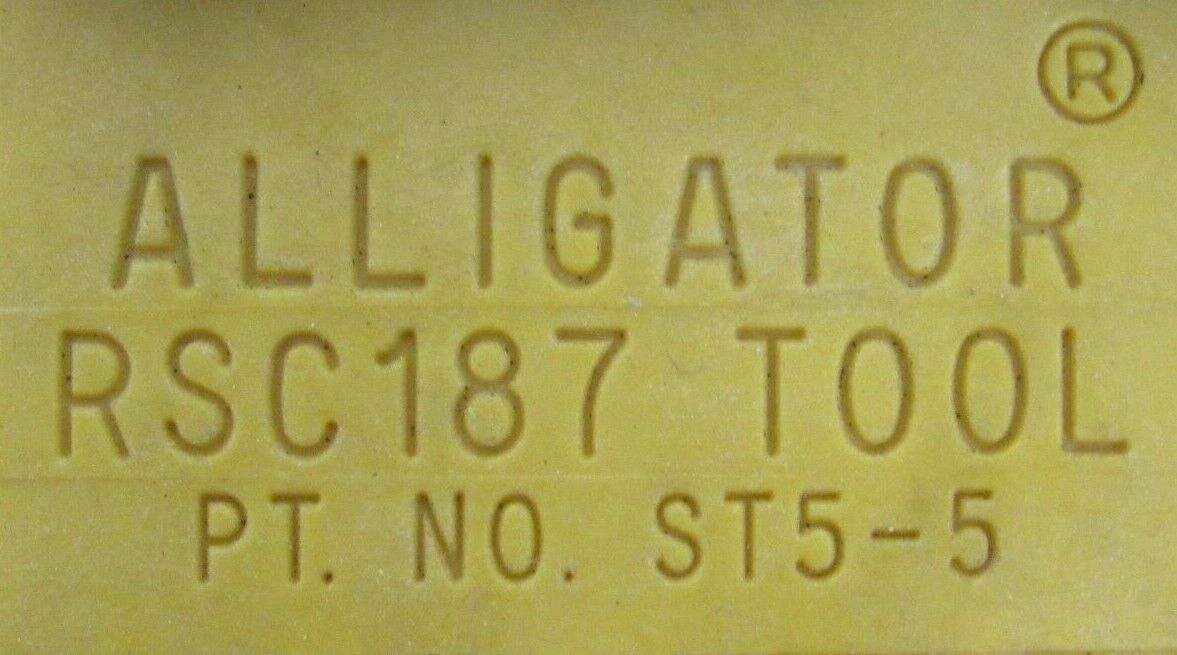 ®
ALLIGATOR
RSC187 TOOL
PT. NO. ST5-5